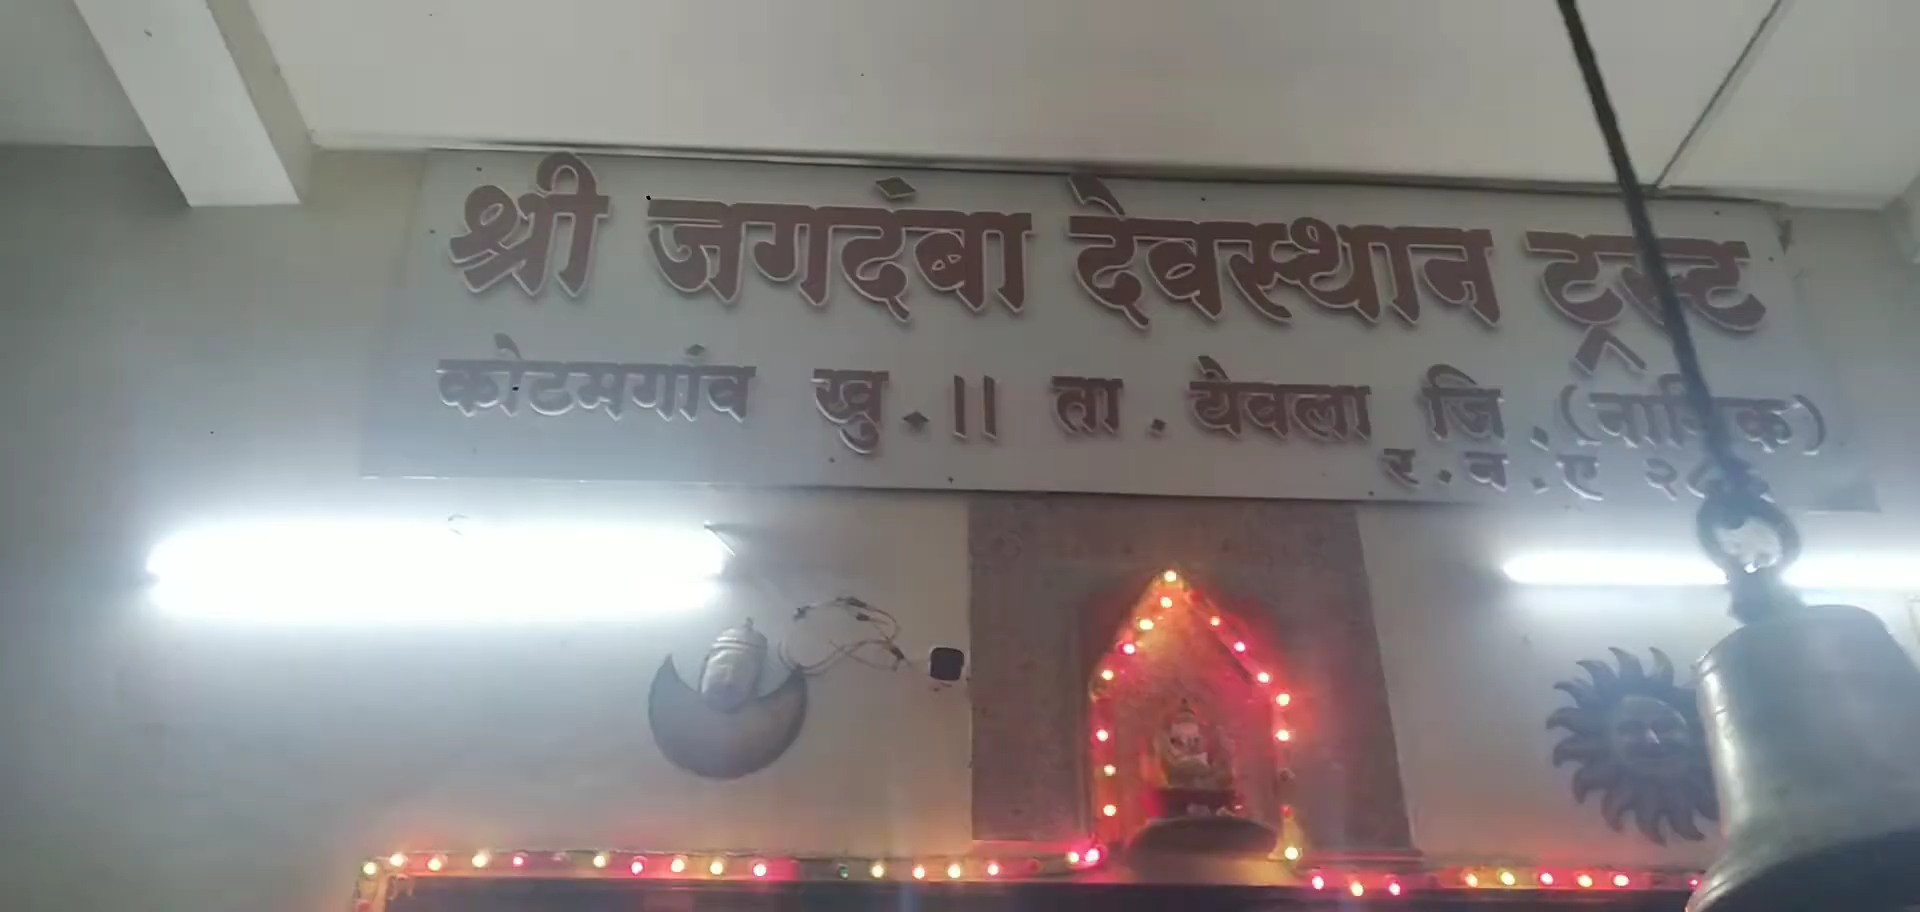 श्री जगदंबा देवस्थान ट्रस्ट
कोटमगांव खु.।। ता. येवला जि.(नाशिक)
र.न.ए